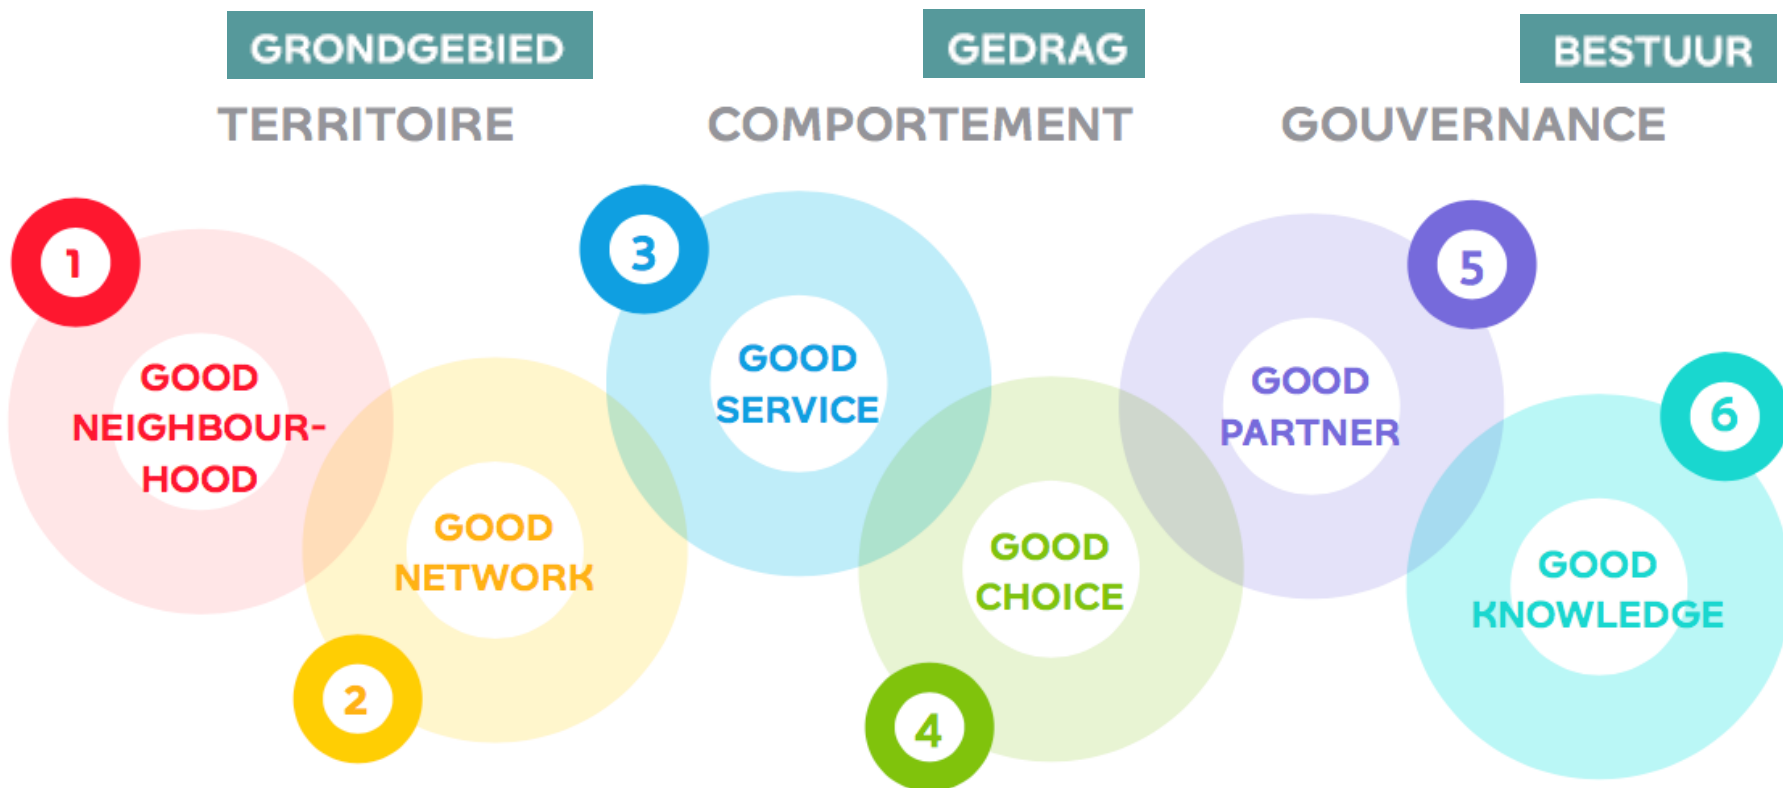 GRONDGEBIED
TERRITOIRE
GEDRAG
COMPORTEMENT
BESTUUR
GOUVERNANCE
1
GOOD
NEIGHBOUR-
HOOD
2
GOOD
NETWORK
3
GOOD
SERVICE
4
GOOD
CHOICE
5
GOOD
PARTNER
6
GOOD
KNOWLEDGE